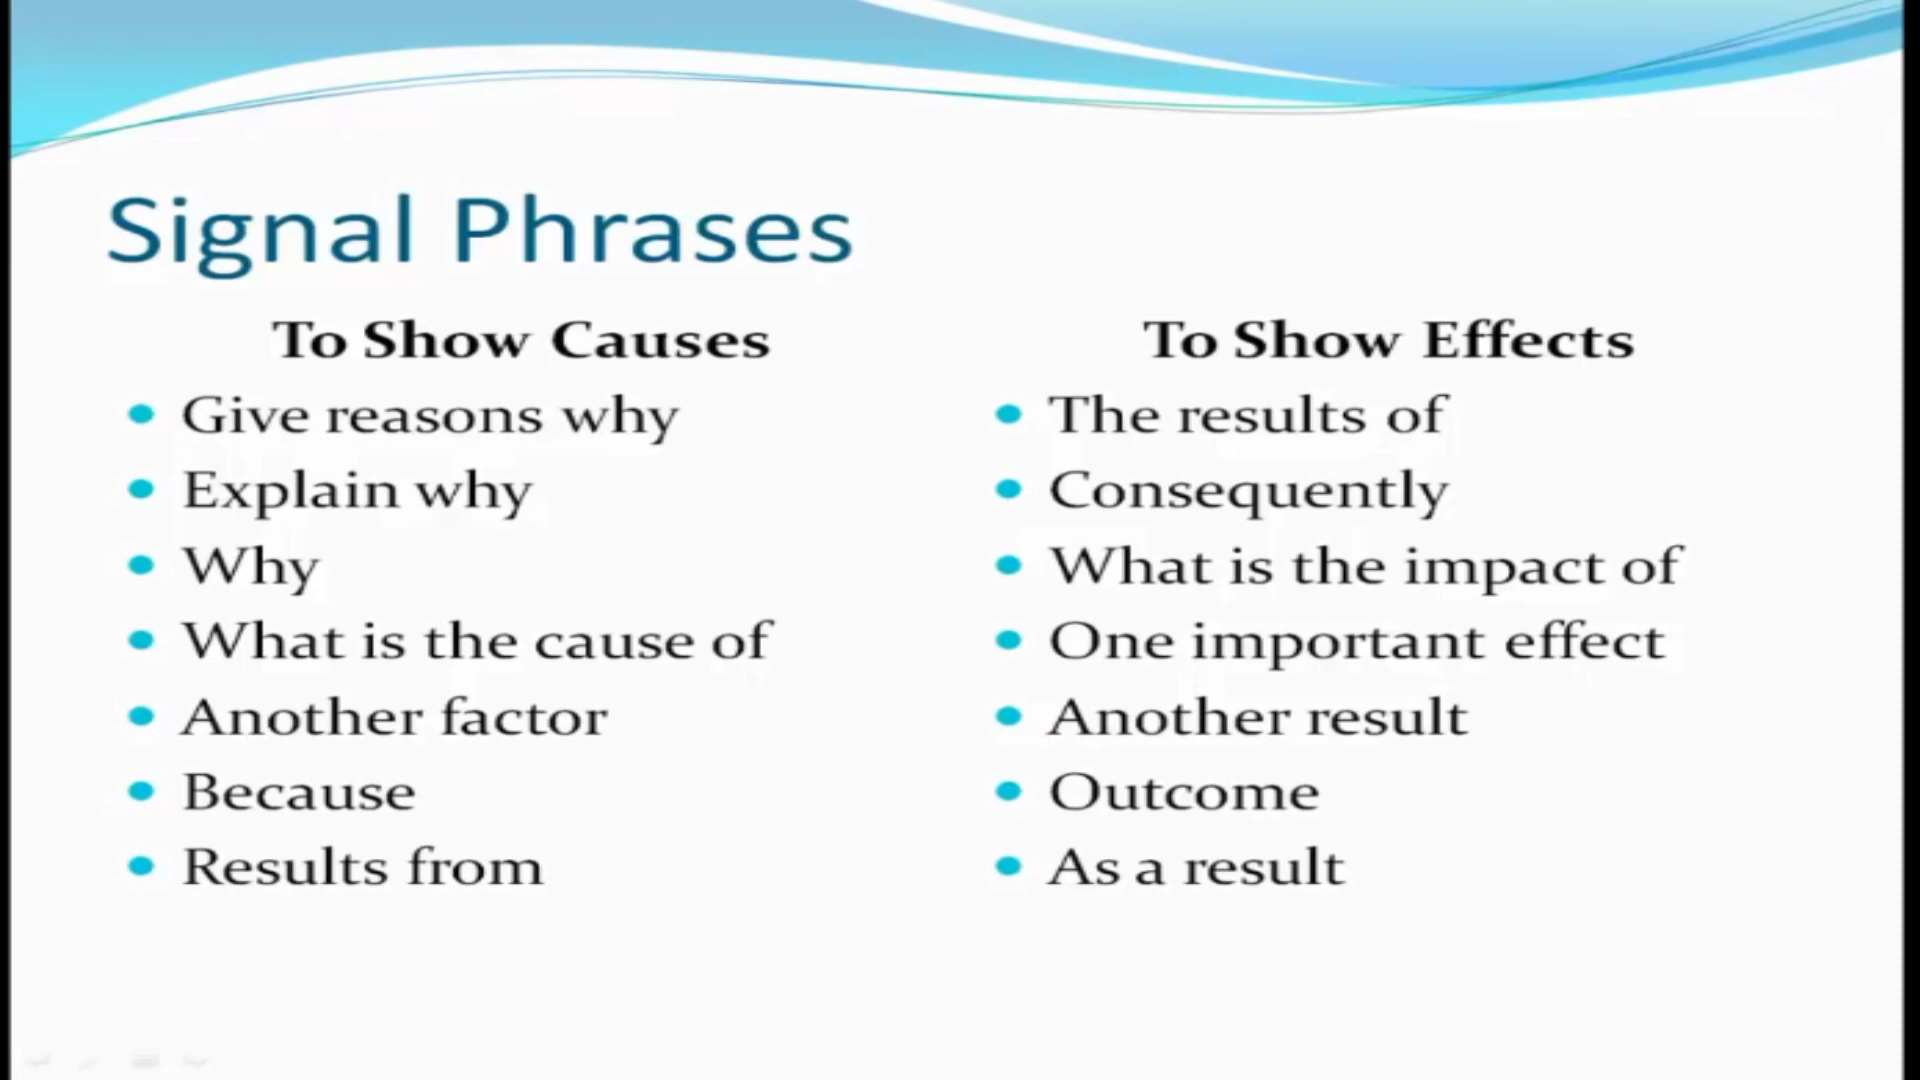 Signal Phrases
To Show Causes
Give reasons why
Explain why
Why
What is the cause of
Another factor
Because
Results from
To Show Effects
The results of
Consequently
What is the impact of
One important effect
Another result
Outcome
As a result